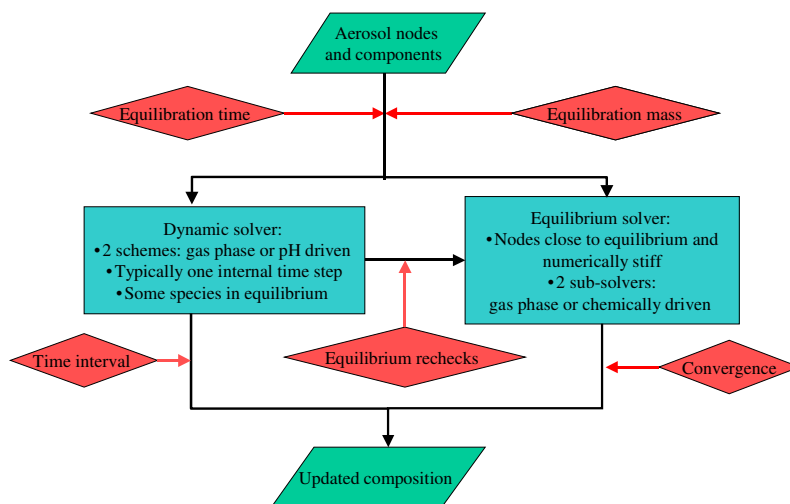 Aerosol nodes
and components
Equilibration time
Equilibration mass
Dynamic solver:
•2 schemes: gas phase or pH driven
•Typically one internal time step
•Some species in equilibrium
Equilibrium solver:
•Nodes close to equilibrium and
numerically stiff
•2 sub-solvers:
gas phase or chemically driven
Time interval
Equilibrium rechecks
Convergence
Updated composition